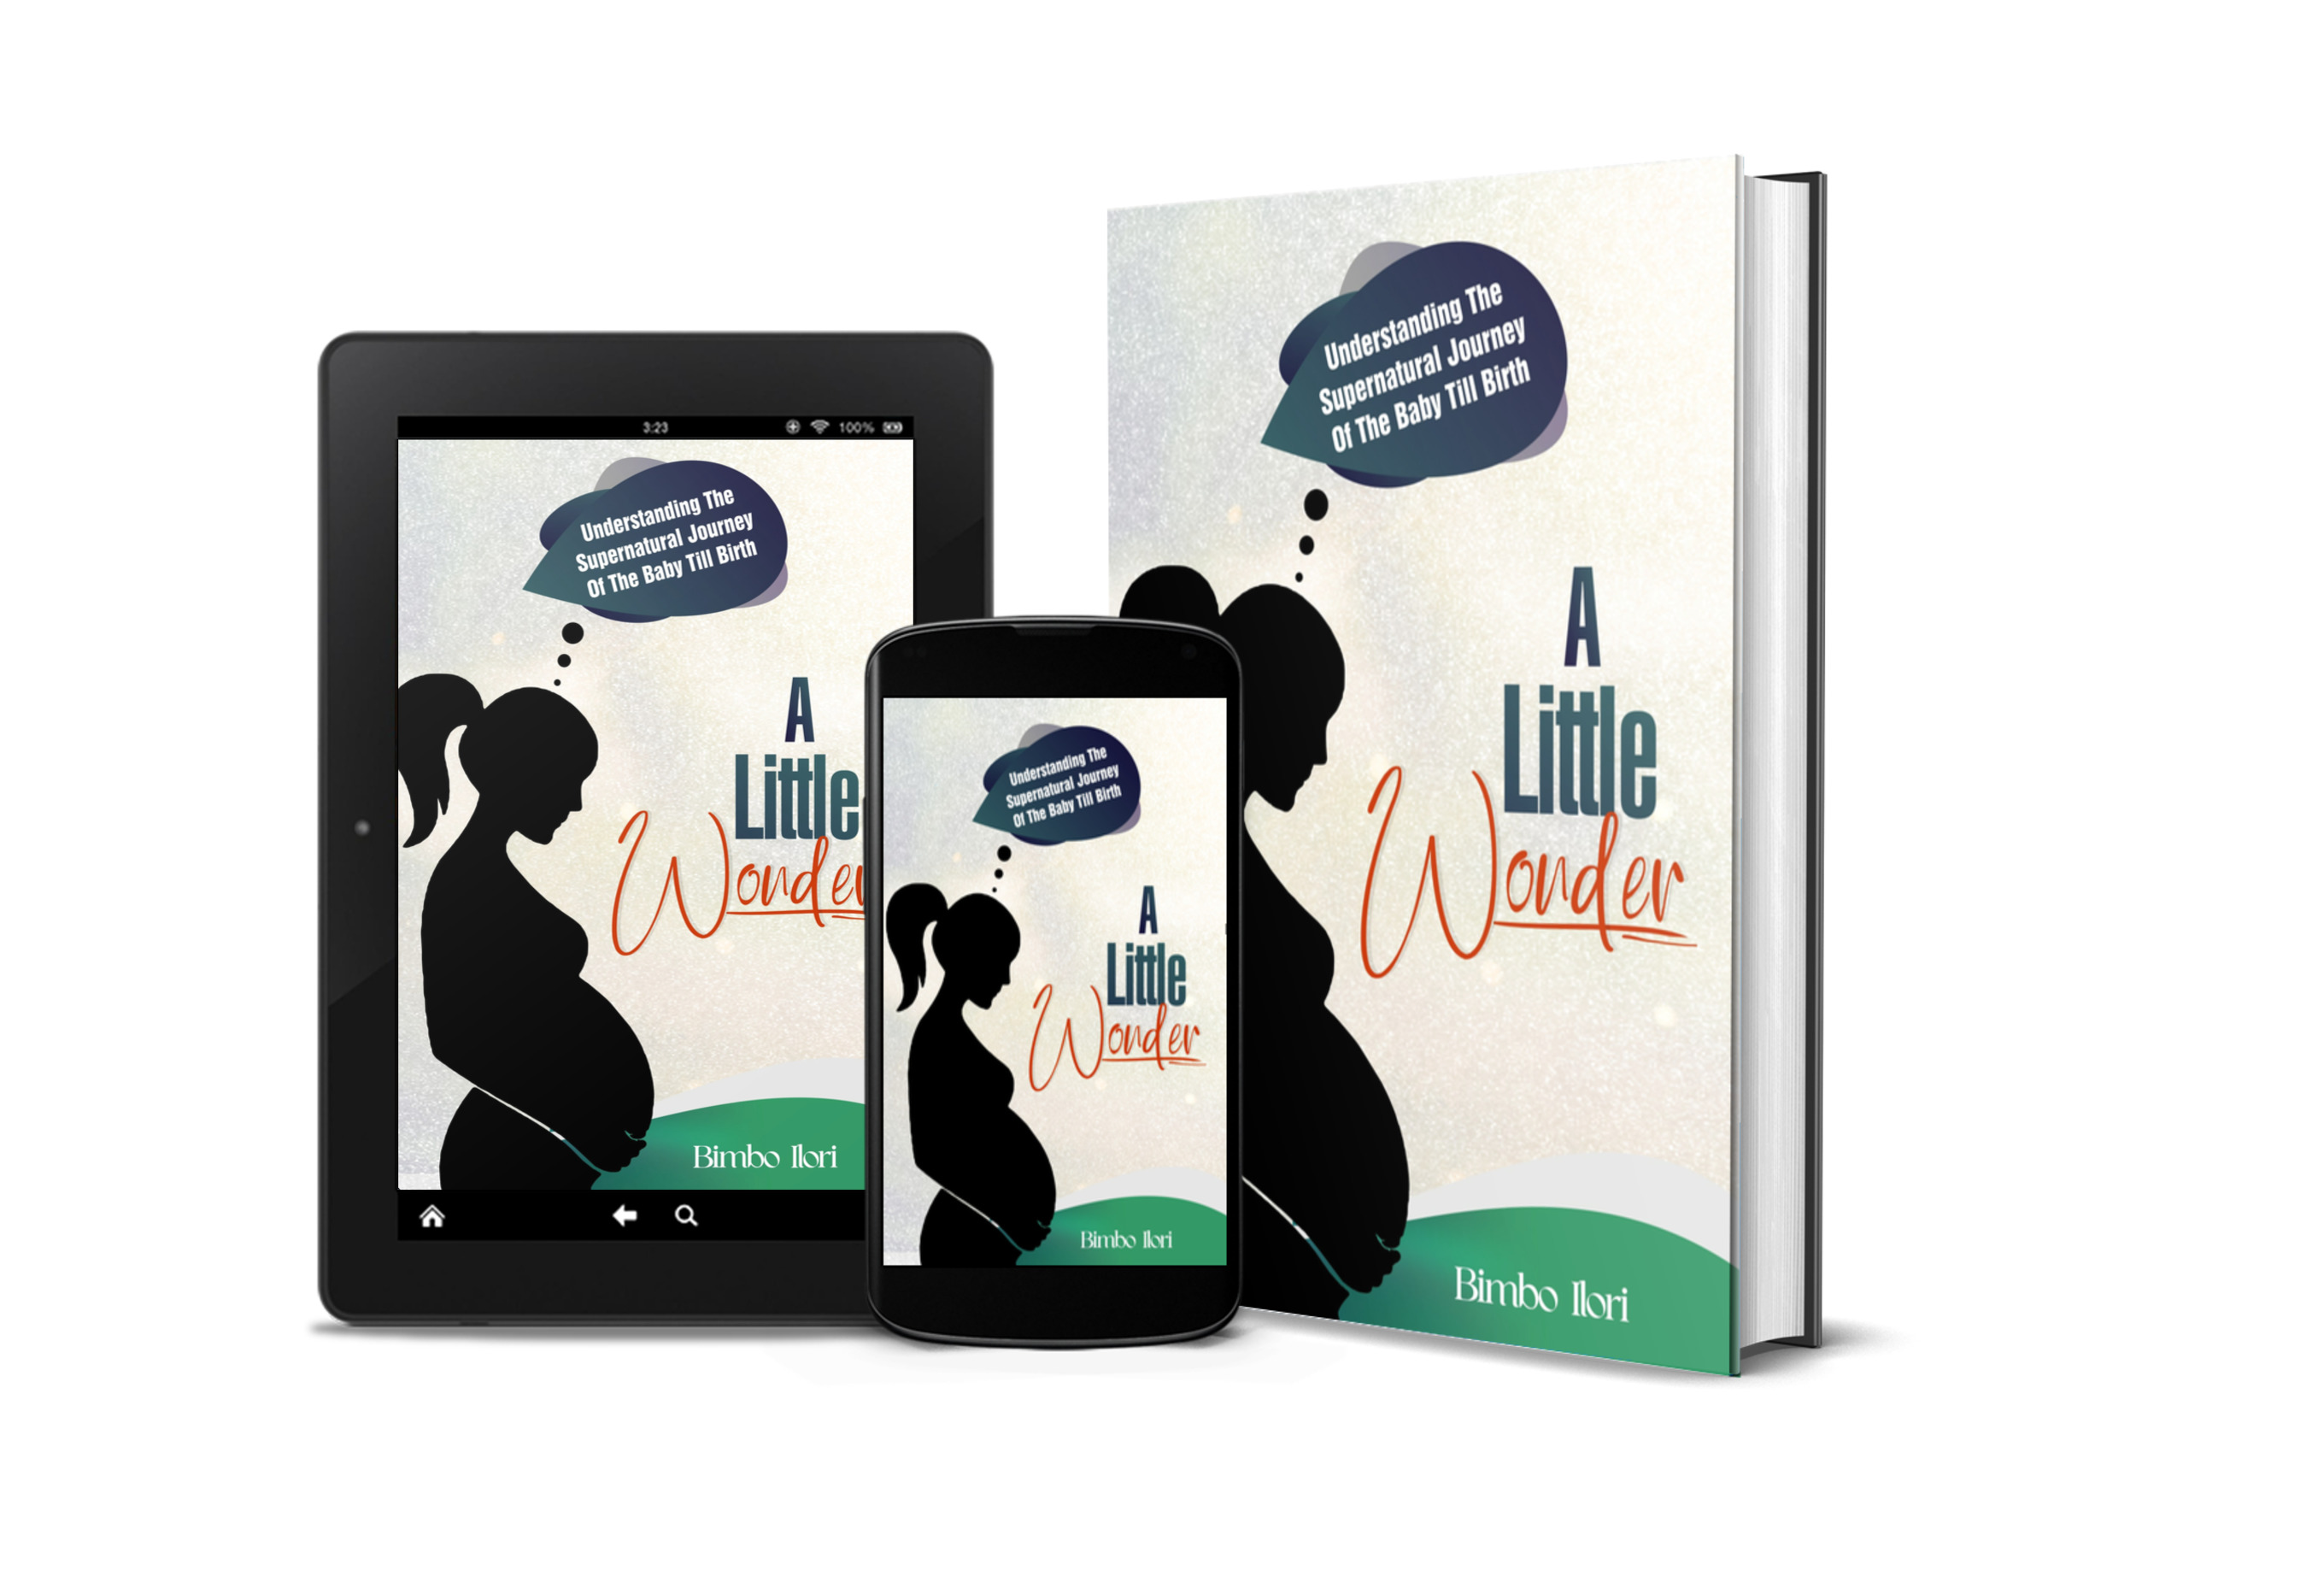 3:23
100%
Understanding The
Supernatural Journey
Of The Baby Till Birth
A
Little
Wonder
Bimbo Ilori
Understanding The
Supernatural Journey
Of The Baby Till Birth
A
Little
Wonder
Bimbo Ilori
Understanding The
Supernatural Journey
Of The Baby Till Birth
A
Little
Wonder
Bimbo Ilori